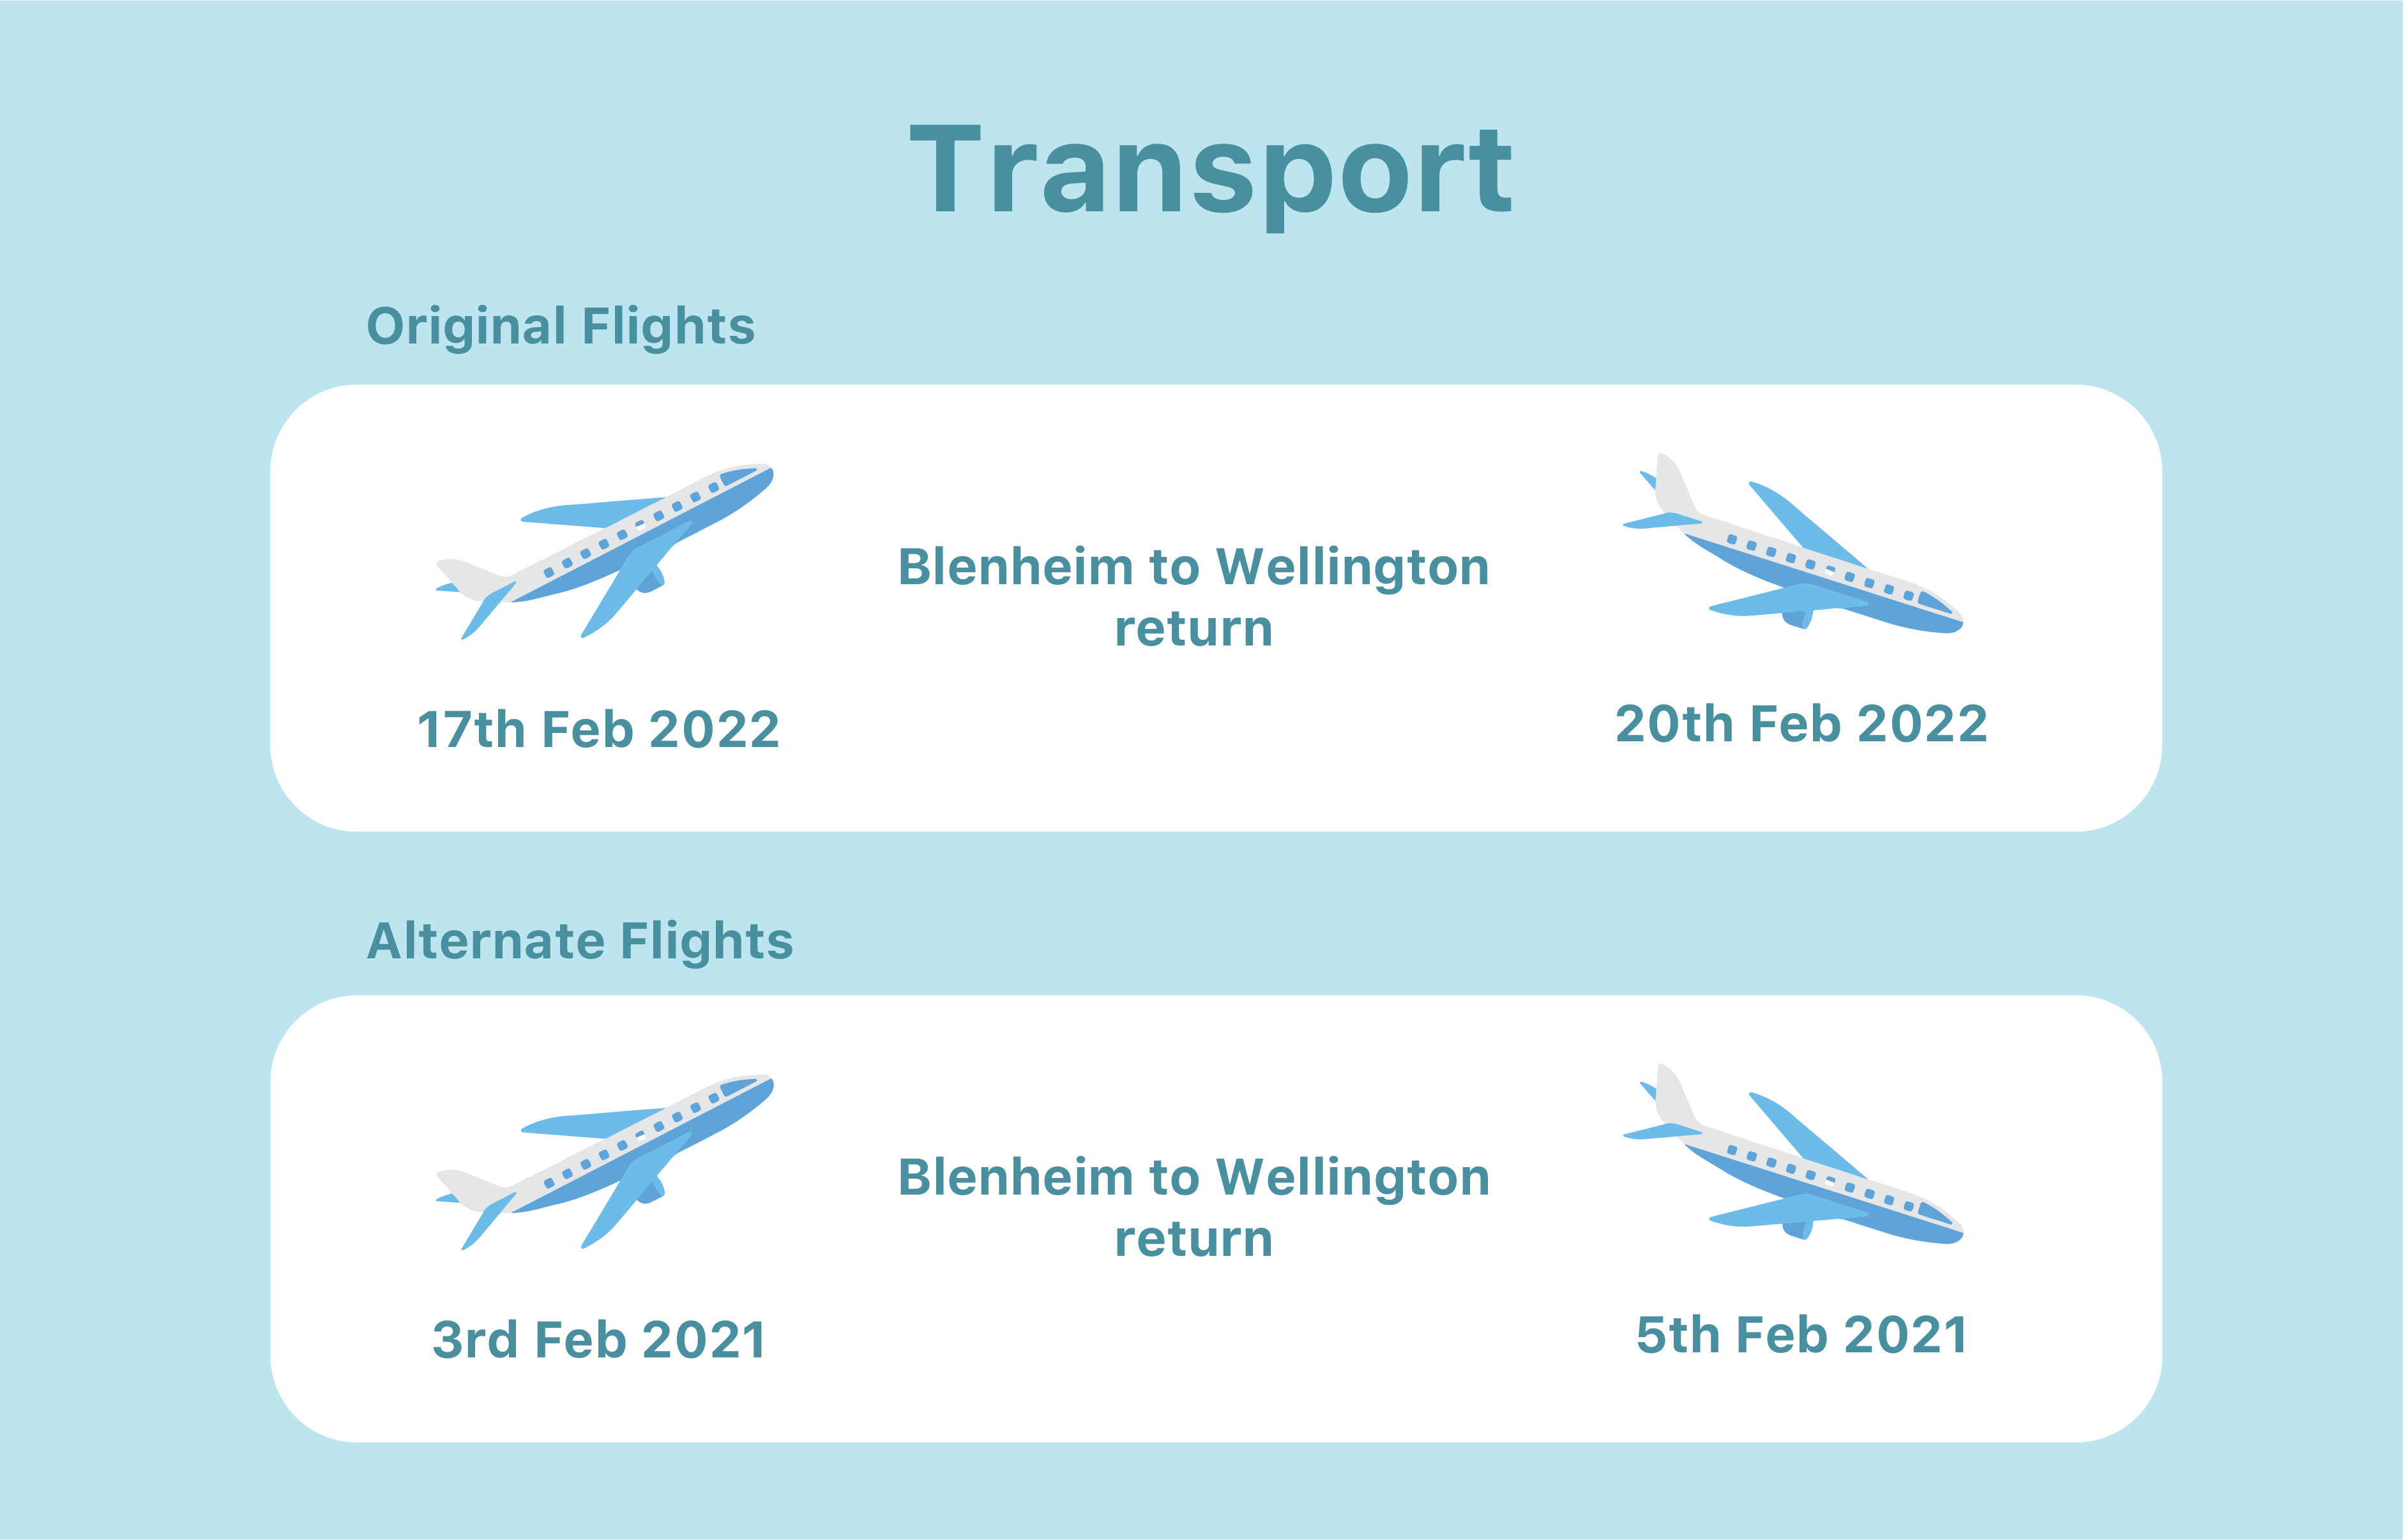 Transport
Original Flights
Blenheim to Wellington
return
17th Feb 2022
20th Feb 2022
Alternate Flights
Blenheim to Wellington
return
3rd Feb 2021
5th Feb 2021